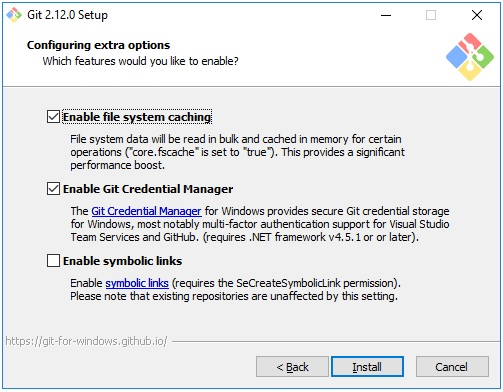 Git 2.12.0 Setup
Configuring extra options
Which features would you like to enable?
Enable file system caching
File system data will be read in bulk and cached in memory for certain
operations ("core.fscache" is set to "true"). This provides a significant
performance boost.
Enable Git Credential Manager
The Git Credential Manager for Windows provides secure Git credential storage
for Windows, most notably multi-factor authentication support for Visual Studio
Team Services and GitHub. (requires .NET framework v4.5.1 or or later).
Enable symbolic links
Enable symbolic links (requires the SeCreateSymbolicLink permission).
Please note that existing repositories are unaffected by this setting.
https://git-for-windows.github.io/
< Back
Install
Cancel